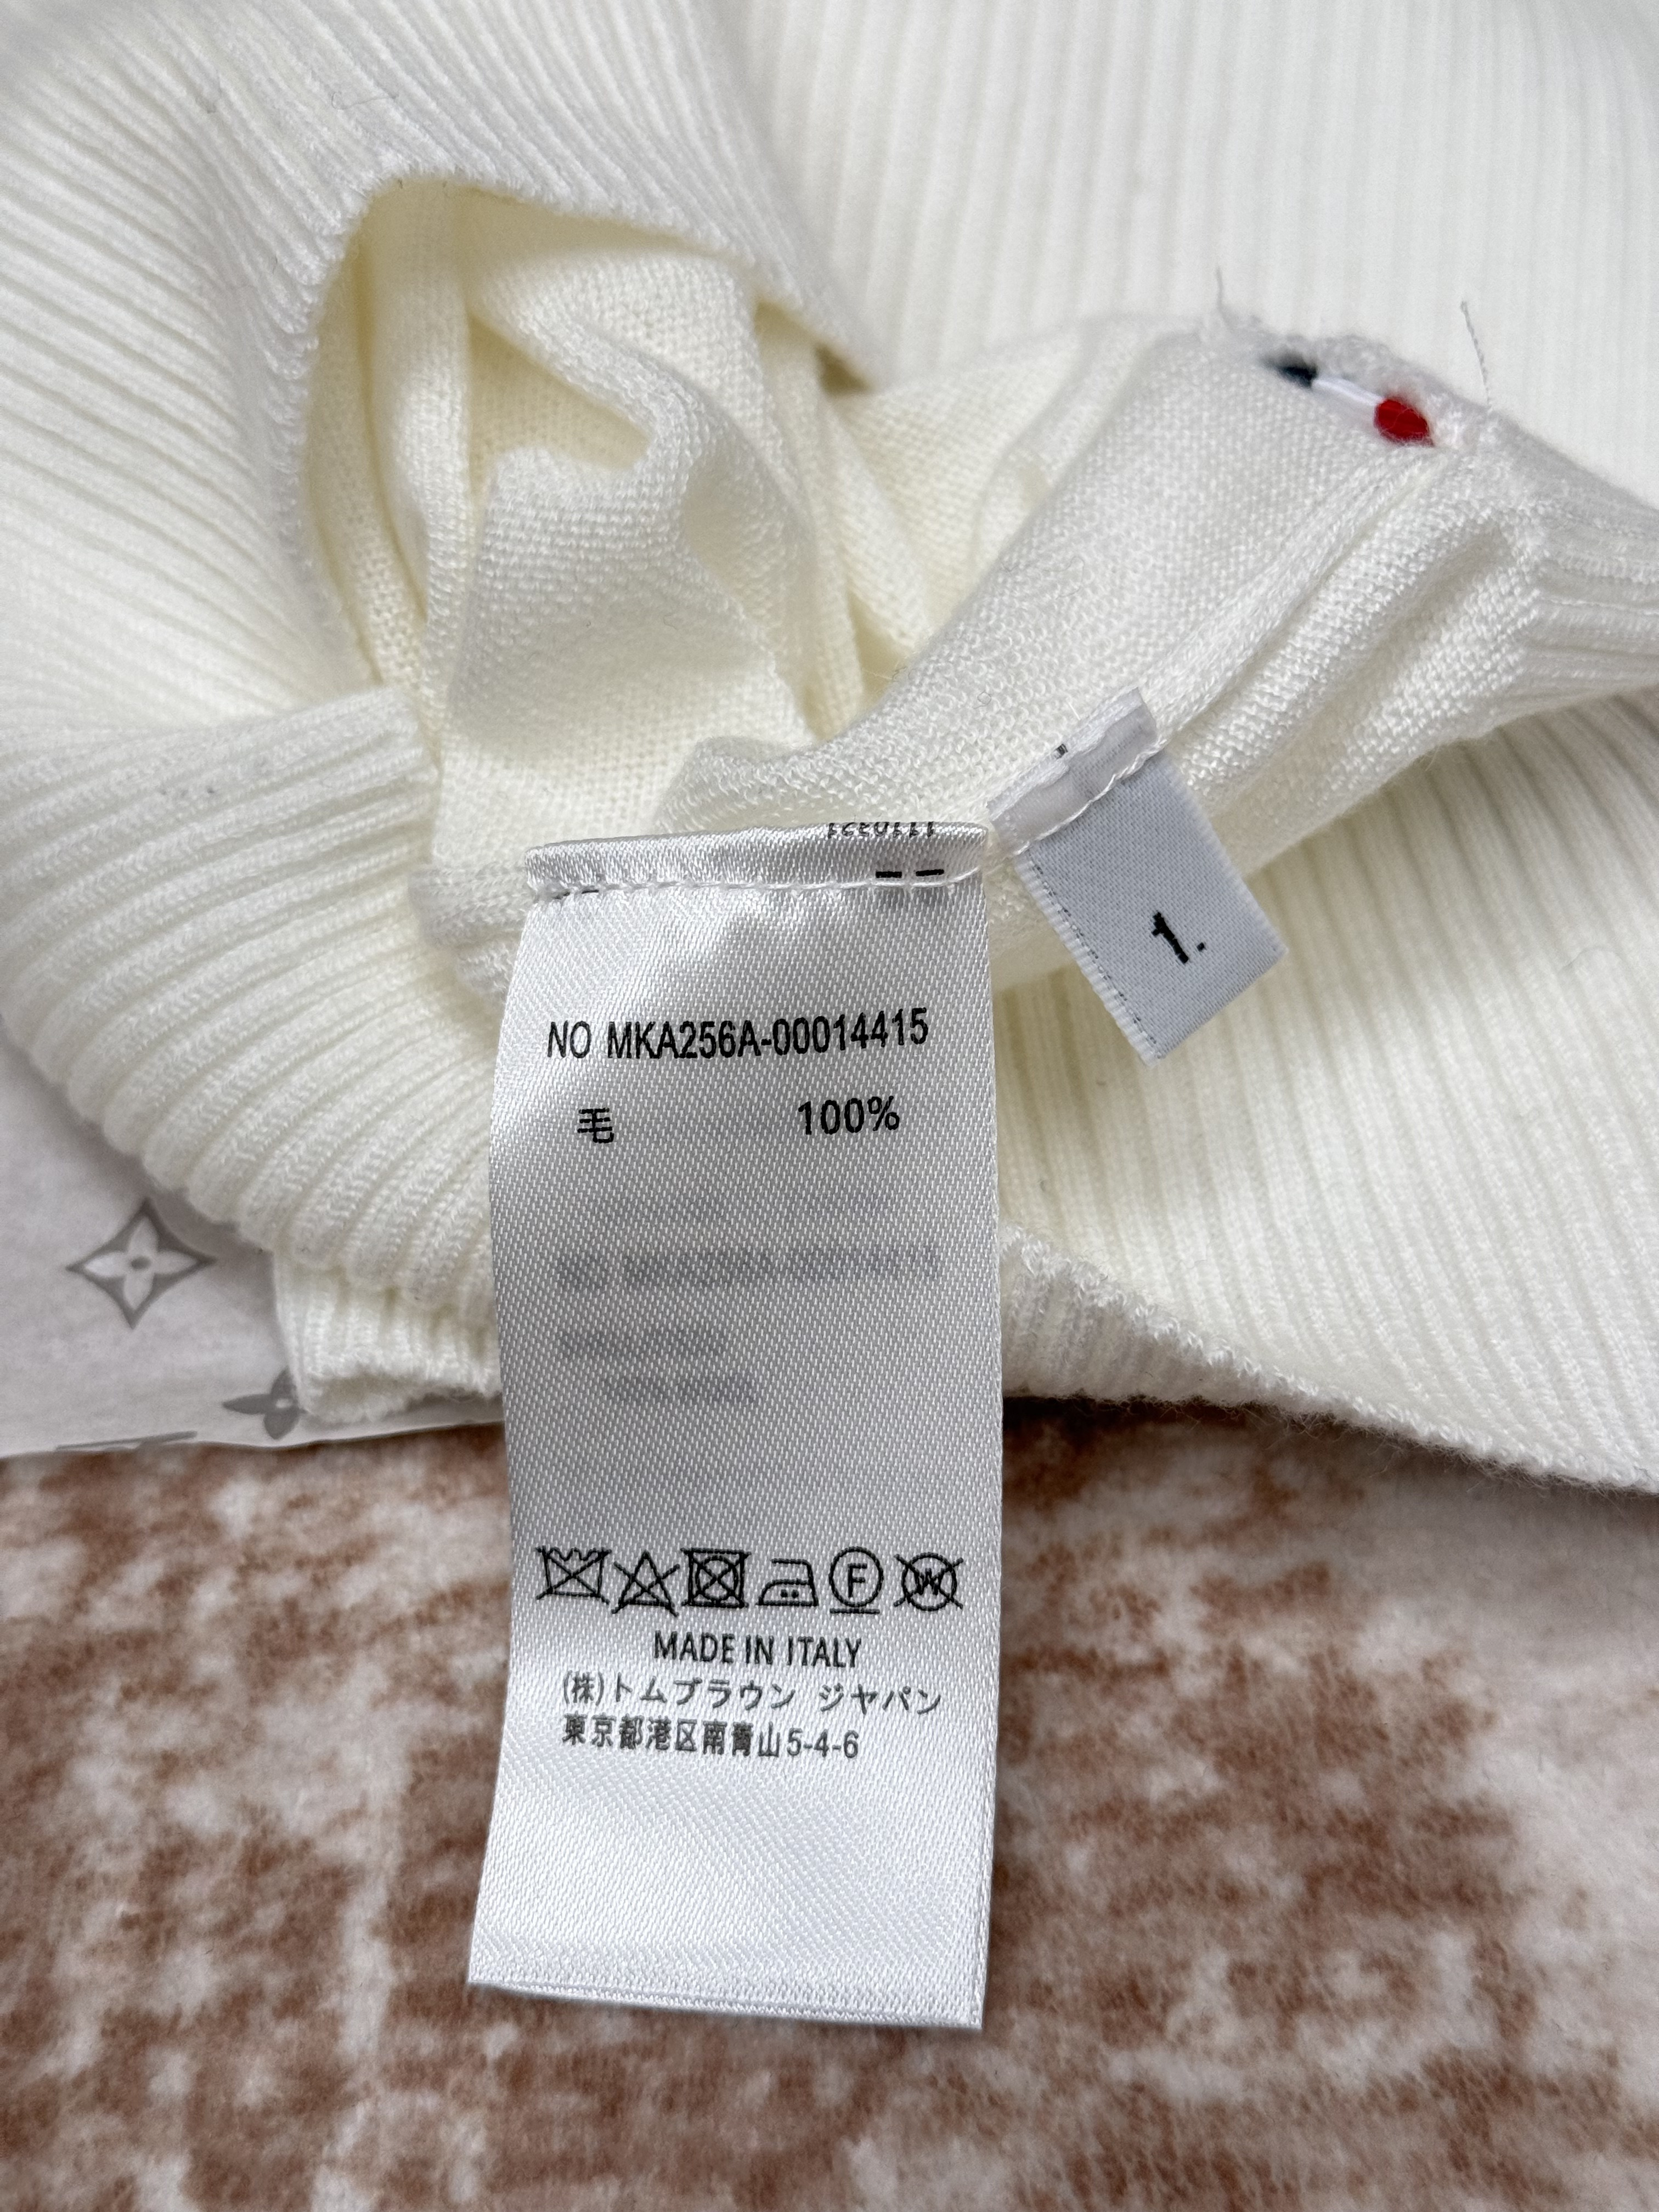 1.
NO MKA256A-00014415
毛 100%
F
W
MADE IN ITALY
(株)トムブラウン ジヤパン
東京都港区南青山5-4-6